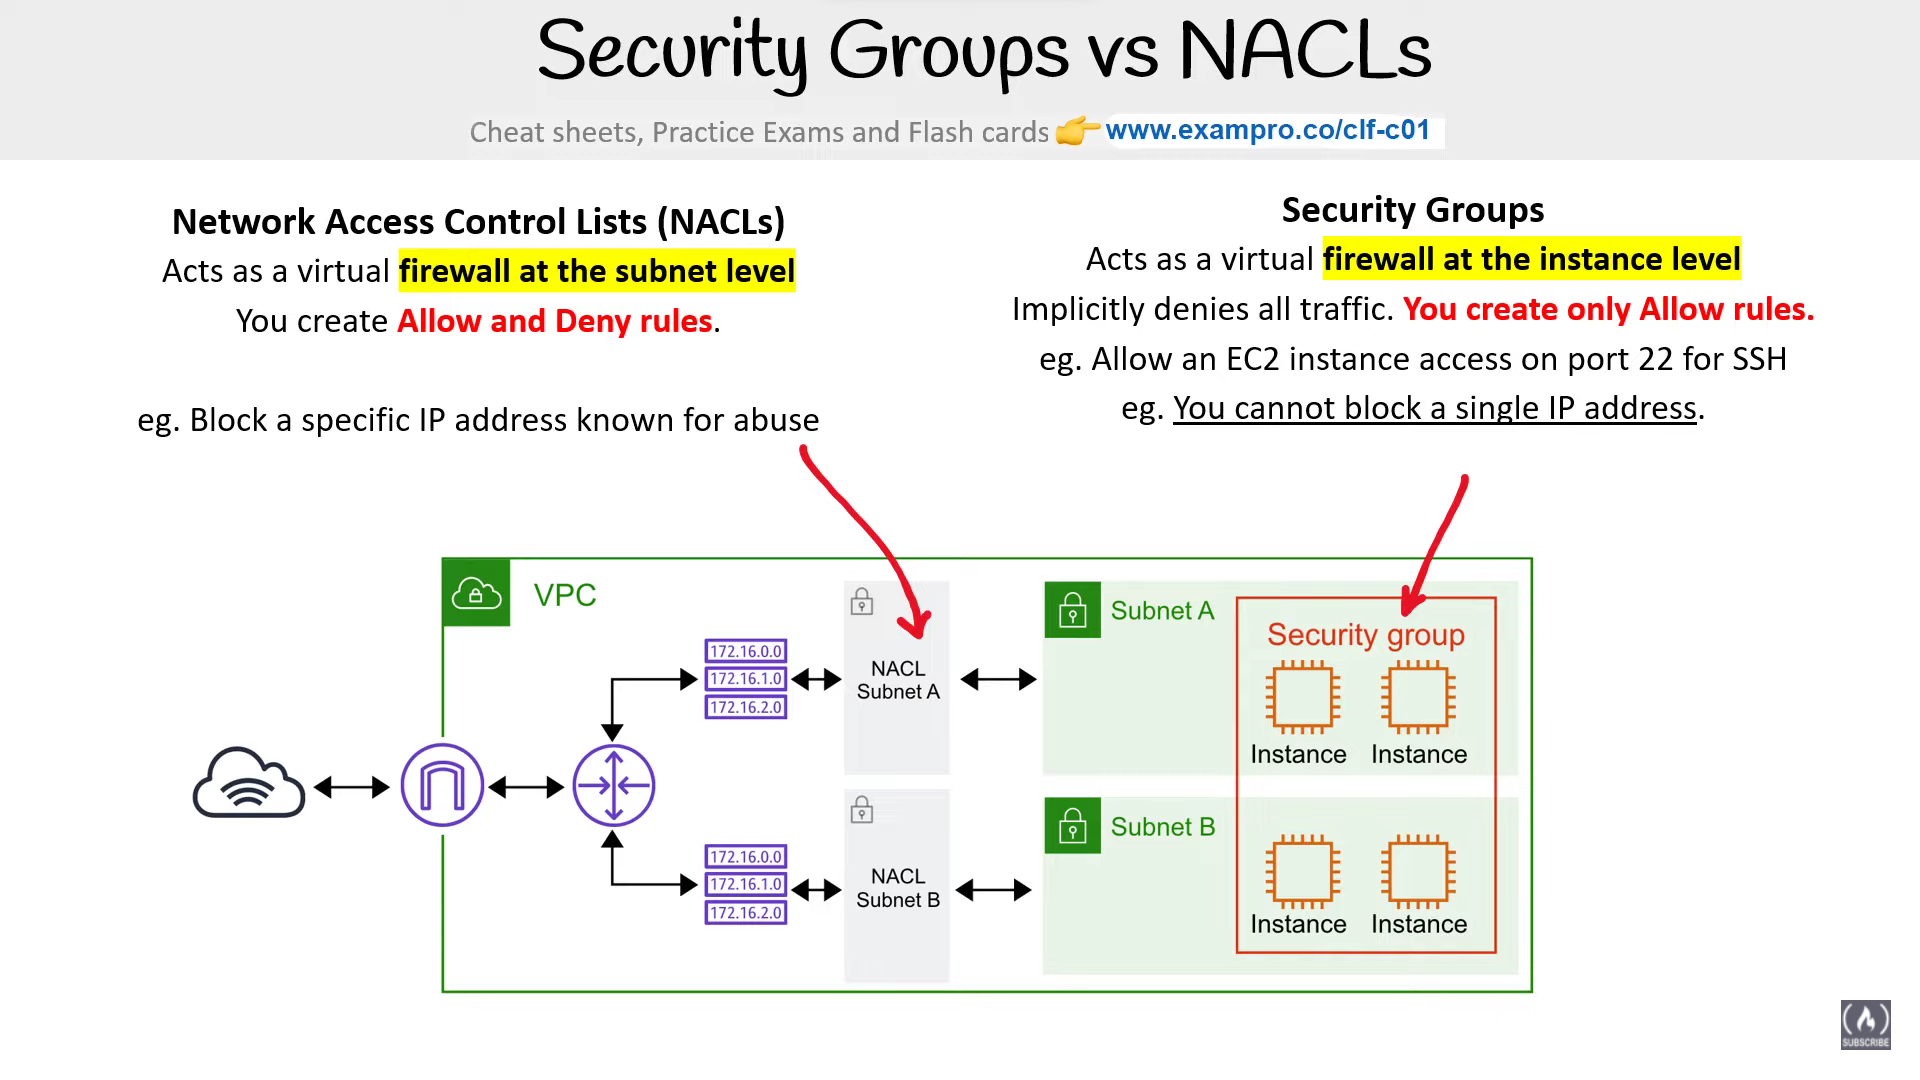 Security Groups vs NACLs
Cheat sheets, Practice Exams and Flash cards 👉 www.exampro.co/clf-c01
Network Access Control Lists (NACLs)
Acts as a virtual firewall at the subnet level
You create Allow and Deny rules.
eg. Block a specific IP address known for abuse
Security Groups
Acts as a virtual firewall at the instance level
Implicitly denies all traffic. You create only Allow rules.
eg. Allow an EC2 instance access on port 22 for SSH
eg. You cannot block a single IP address.
VPC
172.16.0.0
172.16.1.0
172.16.2.0
NACL
Subnet A
Subnet A
Security group
Instance Instance
172.16.0.0
172.16.1.0
172.16.2.0
NACL
Subnet B
Subnet B
Instance Instance
SUBSCRIBE